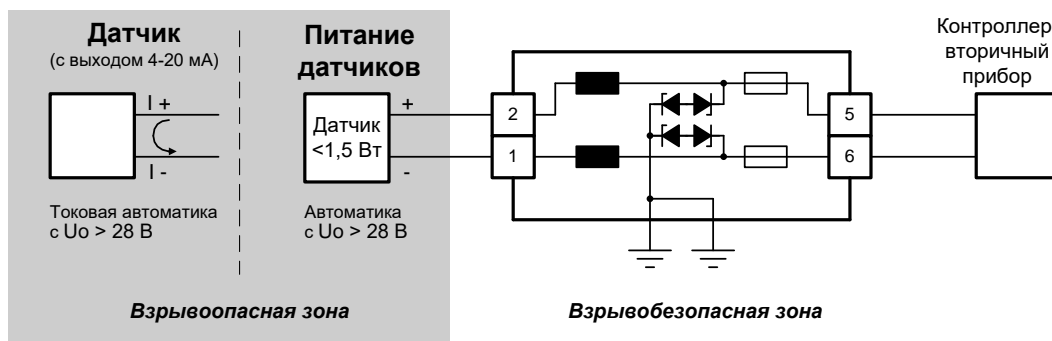 Датчик
(с выходом 4-20 мА)
I +
I -
Токовая автоматика
с Uo > 28 В
Питание
датчиков
Датчик
<1,5 Вт
+
-
Автоматика
с Uo > 28 В
Взрывоопасная зона
2
1
5
6
Взрывобезопасная зона
Контроллер
вторичный
прибор